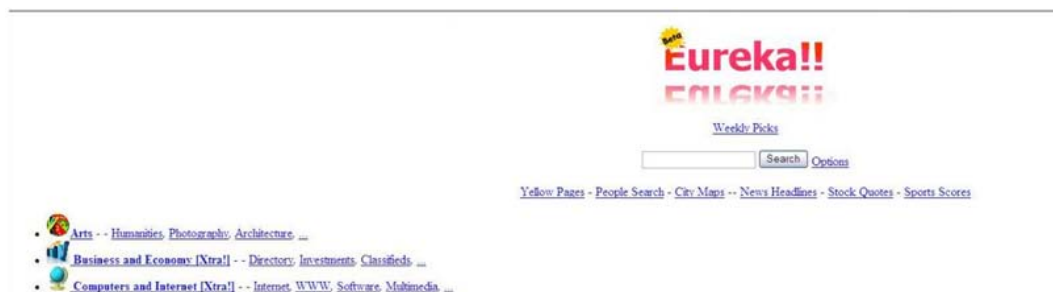 Beta
Eureka!!
Weekly Picks
Search Options
Yellow Pages - People Search - City Maps -- News Headlines - Stock Quotes - Sports Scores
Arts - - Humanities, Photography, Architecture, ...
Business and Economy [Xtra!] - - Directory, Investments, Classifieds, ...
Computers and Internet [Xtra!] - - Internet, WWW, Software, Multimedia, ...